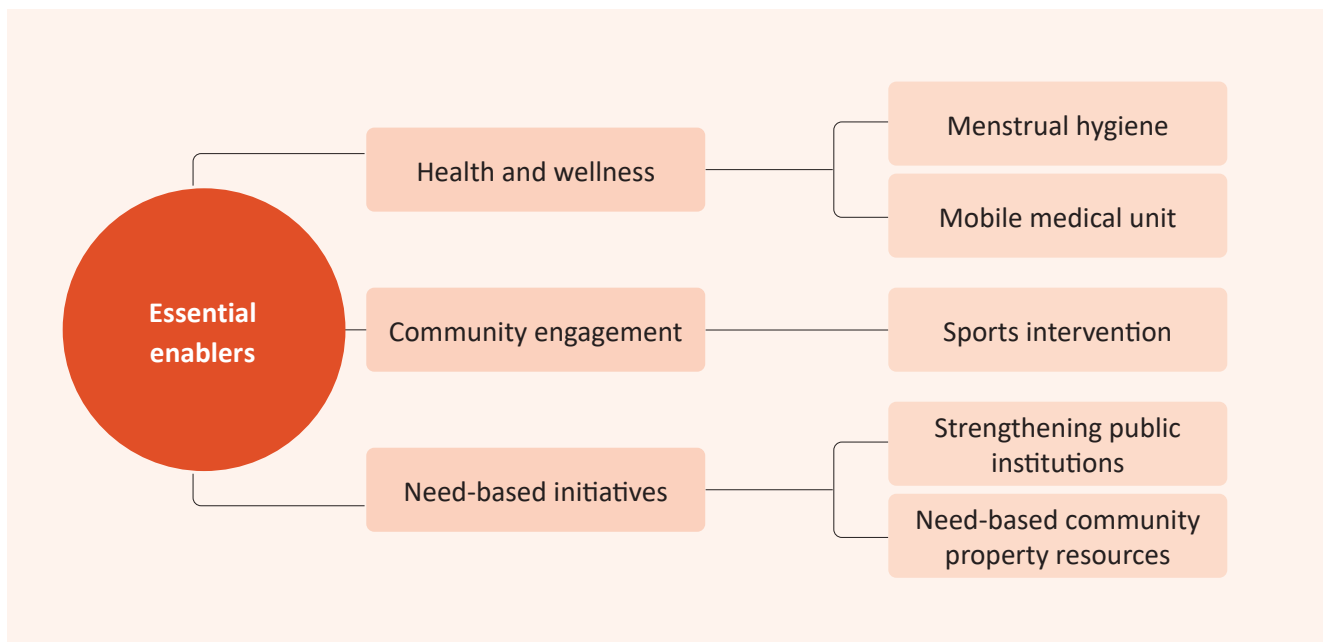 Essential
enablers
Health and wellness
Menstrual hygiene
Mobile medical unit
Community engagement
Sports intervention
Need-based initiatives
Strengthening public
institutions
Need-based community
property resources